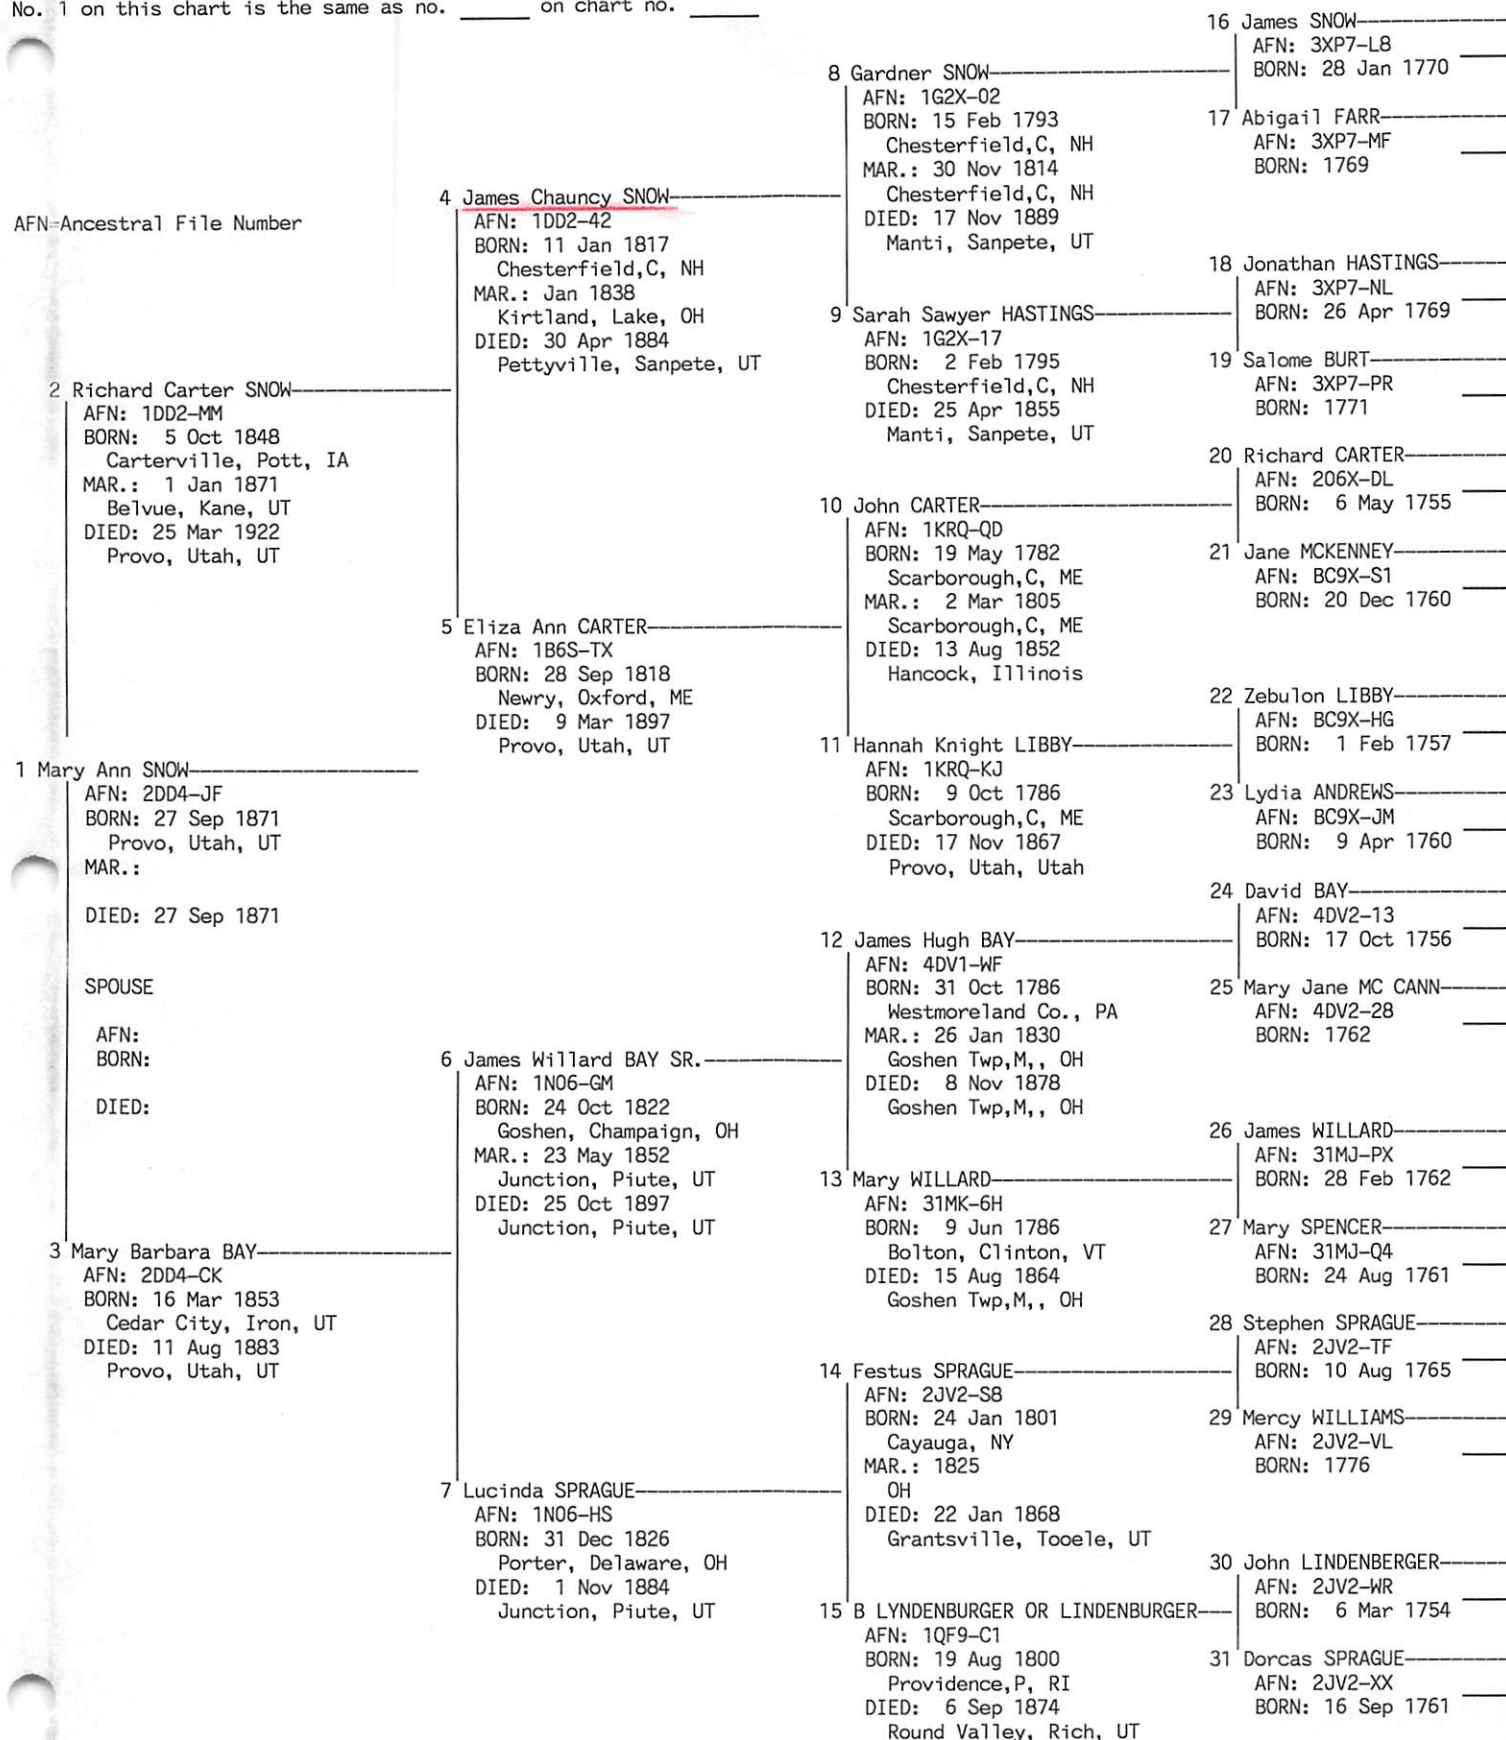 No. 1 on this chart is the same as no. ______ on chart no. ______
AFN=Ancestral File Number
1 Mary Ann SNOW
AFN: 2DD4-JF
BORN: 27 Sep 1871
Provo, Utah, UT
MAR.:
DIED: 27 Sep 1871
SPOUSE
AFN:
BORN:
DIED:
2 Richard Carter SNOW
AFN: 1DD2-MM
BORN: 5 Oct 1848
Carterville, Pott, IA
MAR.: 1 Jan 1871
Belvue, Kane, UT
DIED: 25 Mar 1922
Provo, Utah, UT
3 Mary Barbara BAY
AFN: 2DD4-CK
BORN: 16 Mar 1853
Cedar City, Iron, UT
DIED: 11 Aug 1883
Provo, Utah, UT
4 James Chauncy SNOW
AFN: 1DD2-42
BORN: 11 Jan 1817
Chesterfield,C, NH
MAR.: Jan 1838
Kirtland, Lake, OH
DIED: 30 Apr 1884
Pettyville, Sanpete, UT
5 Eliza Ann CARTER
AFN: 1B6S-TX
BORN: 28 Sep 1818
Newry, Oxford, ME
DIED: 9 Mar 1897
Provo, Utah, UT
6 James Willard BAY SR.
AFN: 1N06-GM
BORN: 24 Oct 1822
Goshen, Champaign, OH
MAR.: 23 May 1852
Junction, Piute, UT
DIED: 25 Oct 1897
Junction, Piute, UT
7 Lucinda SPRAGUE
AFN: 1N06-HS
BORN: 31 Dec 1826
Porter, Delaware, OH
DIED: 1 Nov 1884
Junction, Piute, UT
8 Gardner SNOW
AFN: 1G2X-02
BORN: 15 Feb 1793
Chesterfield,C, NH
MAR.: 30 Nov 1814
Chesterfield,C, NH
DIED: 17 Nov 1889
Manti, Sanpete, UT
9 Sarah Sawyer HASTINGS
AFN: 1G2X-17
BORN: 2 Feb 1795
Chesterfield,C, NH
DIED: 25 Apr 1855
Manti, Sanpete, UT
10 John CARTER
AFN: 1KRQ-QD
BORN: 19 May 1782
Scarborough,C, ME
MAR.: 2 Mar 1805
Scarborough,C, ME
DIED: 13 Aug 1852
Hancock, Illinois
11 Hannah Knight LIBBY
AFN: 1KRQ-KJ
BORN: 9 Oct 1786
Scarborough,C, ME
DIED: 17 Nov 1867
Provo, Utah, Utah
12 James Hugh BAY
AFN: 4DV1-WF
BORN: 31 Oct 1786
Westmoreland Co., PA
MAR.: 26 Jan 1830
Goshen Twp,M,, OH
DIED: 8 Nov 1878
Goshen Twp,M,, OH
13 Mary WILLARD
AFN: 31MK-6H
BORN: 9 Jun 1786
Bolton, Clinton, VT
DIED: 15 Aug 1864
Goshen Twp,M,, OH
14 Festus SPRAGUE
AFN: 2JV2-S8
BORN: 24 Jan 1801
Cayauga, NY
MAR.: 1825
OH
DIED: 22 Jan 1868
Grantsville, Tooele, UT
15 B LYNDENBURGER OR LINDENBURGER
AFN: 1QF9-C1
BORN: 19 Aug 1800
Providence,P, RI
DIED: 6 Sep 1874
Round Valley, Rich, UT
16 James SNOW
AFN: 3XP7-L8
BORN: 28 Jan 1770
17 Abigail FARR
AFN: 3XP7-MF
BORN: 1769
18 Jonathan HASTINGS
AFN: 3XP7-NL
BORN: 26 Apr 1769
19 Salome BURT
AFN: 3XP7-PR
BORN: 1771
20 Richard CARTER
AFN: 206X-DL
BORN: 6 May 1755
21 Jane MCKENNEY
AFN: BC9X-S1
BORN: 20 Dec 1760
22 Zebulon LIBBY
AFN: BC9X-HG
BORN: 1 Feb 1757
23 Lydia ANDREWS
AFN: BC9X-JM
BORN: 9 Apr 1760
24 David BAY
AFN: 4DV2-13
BORN: 17 Oct 1756
25 Mary Jane MC CANN
AFN: 4DV2-28
BORN: 1762
26 James WILLARD
AFN: 31MJ-PX
BORN: 28 Feb 1762
27 Mary SPENCER
AFN: 31MJ-Q4
BORN: 24 Aug 1761
28 Stephen SPRAGUE
AFN: 2JV2-TF
BORN: 10 Aug 1765
29 Mercy WILLIAMS
AFN: 2JV2-VL
BORN: 1776
30 John LINDENBERGER
AFN: 2JV2-WR
BORN: 6 Mar 1754
31 Dorcas SPRAGUE
AFN: 2JV2-XX
BORN: 16 Sep 1761